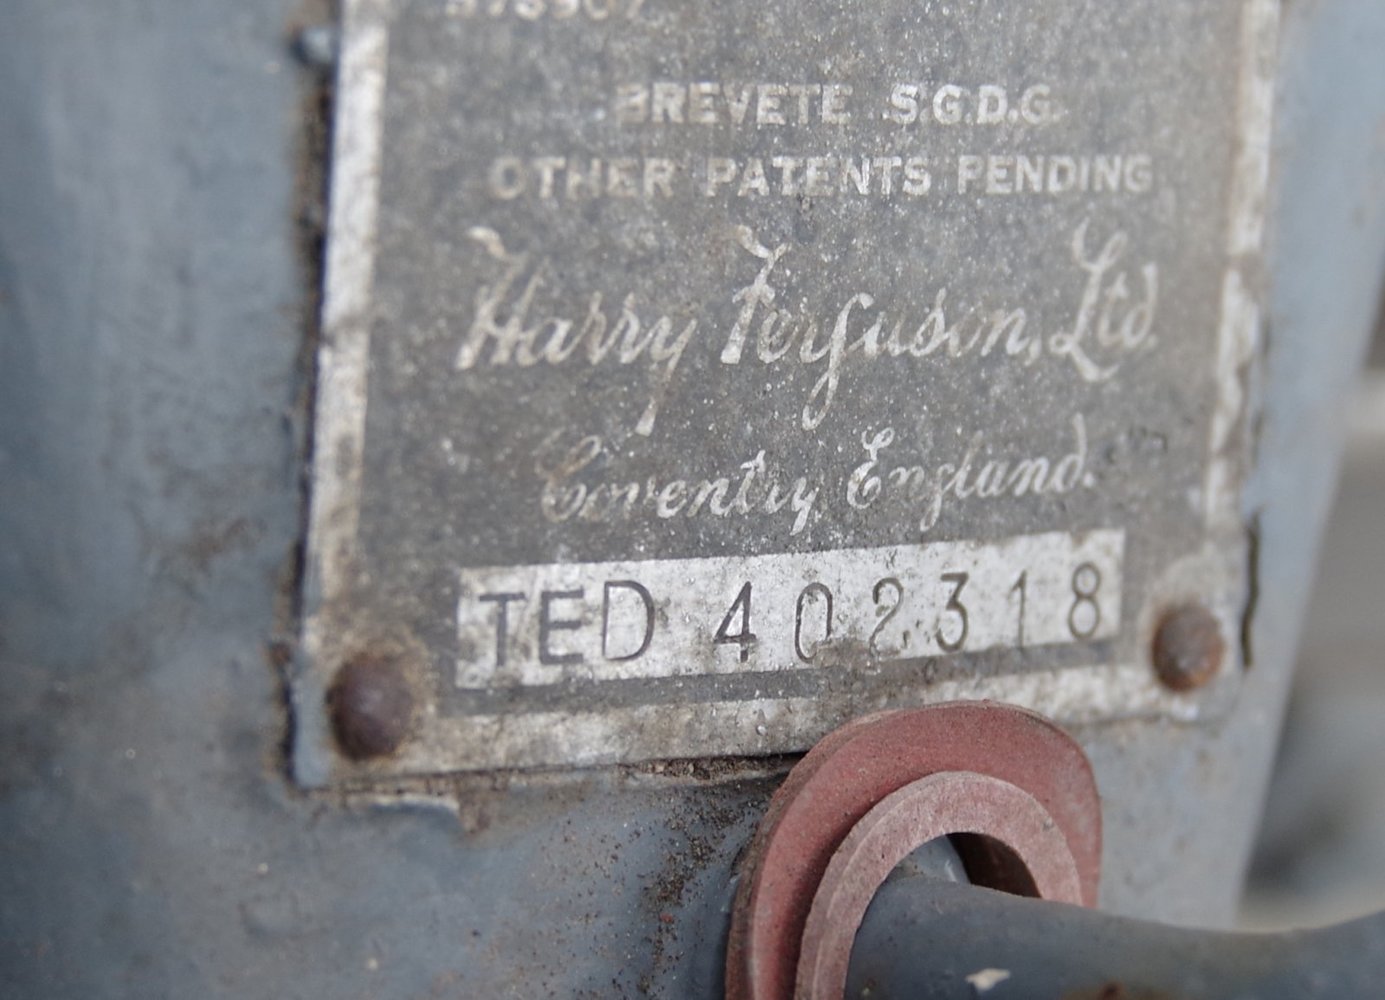 BREVETE S.G.D.G.
OTHER PATENTS PENDING
Harry Ferguson, Ltd.
Coventry, England.
TED 402318